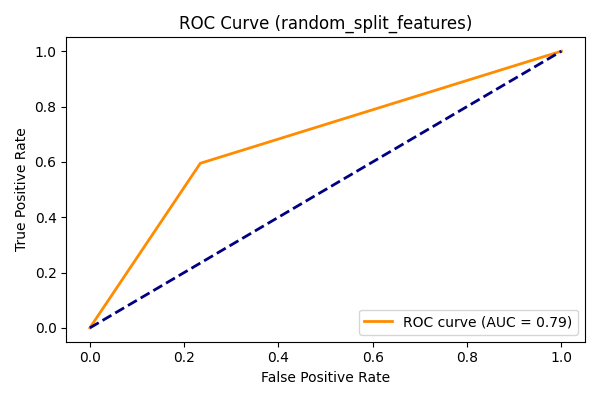 ROC Curve (random_split_features)
True Positive Rate
1.0
0.8
0.6
0.4
0.2
0.0
ROC curve (AUC = 0.79)
0.0 0.2 0.4 0.6 0.8 1.0
False Positive Rate